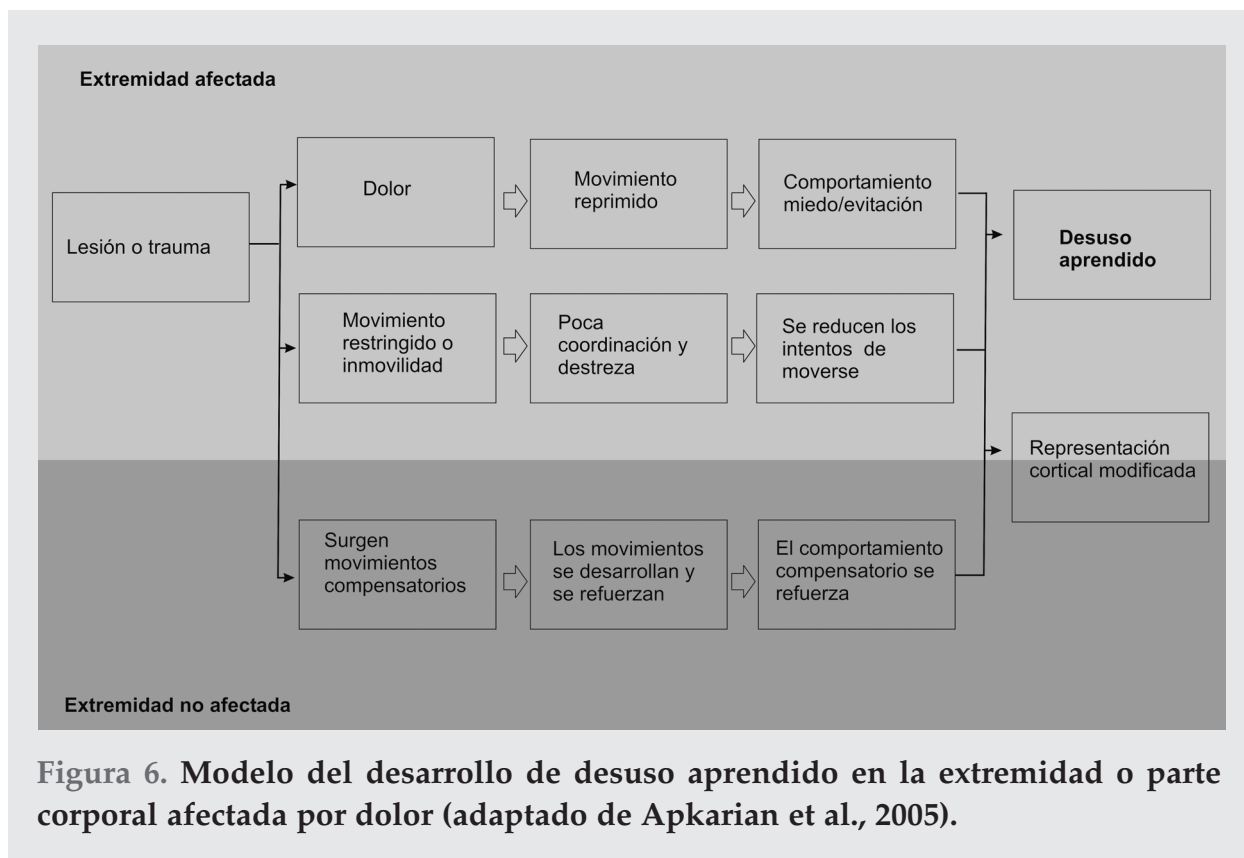 Extremidad afectada
Lesión o trauma
Dolor
Movimiento
reprimido
Comportamiento
miedo/evitación
Desuso
aprendido
Movimiento
restringido o
inmovilidad
Poca
coordinación y
destreza
Se reducen los
intentos de
moverse
Representación
cortical modificada
Surgen
movimientos
compensatorios
Los movimientos
se desarrollan y
se refuerzan
El comportamiento
compensatorio se
refuerza
Extremidad no afectada
Figura 6. Modelo del desarrollo de desuso aprendido en la extremidad o parte
corporal afectada por dolor (adaptado de Apkarian et al., 2005).